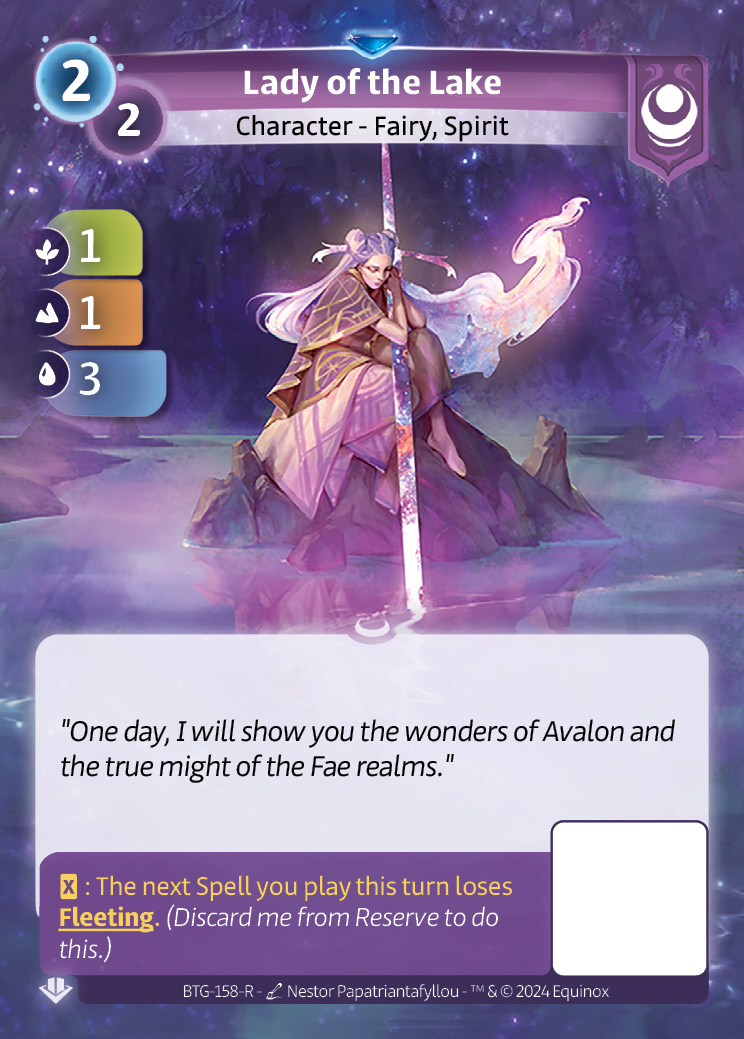 2
Lady of the Lake
2
Character - Fairy, Spirit
1
1
3
"One day, I will show you the wonders of Avalon and
the true might of the Fae realms."
X : The next Spell you play this turn loses
Fleeting. (Discard me from Reserve to do
this.)
BTG-158-R - Nestor Papatriantafyllou - ™ & © 2024 Equinox